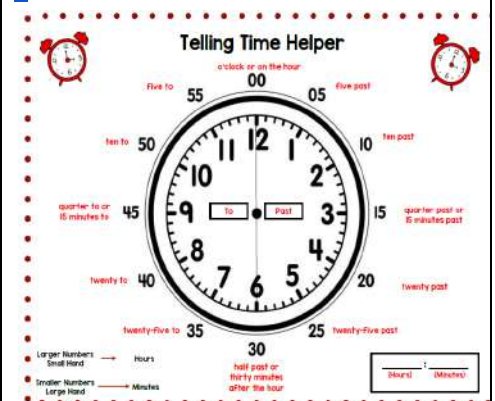 Telling Time Helper
o'clock or on the hour
00
five to 55
05 five past
ten to 50
10 ten past
quarter to or
15 minutes to
45
15
quarter past or
15 minutes past
twenty to 40
20 twenty past
twenty-five to 35
25 twenty-five past
30
half past or
thirty minutes
after the hour
12
11 1
10 2
9 To Past 3
8 4
7 5
6
Larger Numbers
Small Hand
Hours
Smaller Numbers
Large Hand
Minutes
____ : ____
(Hours) (Minutes)